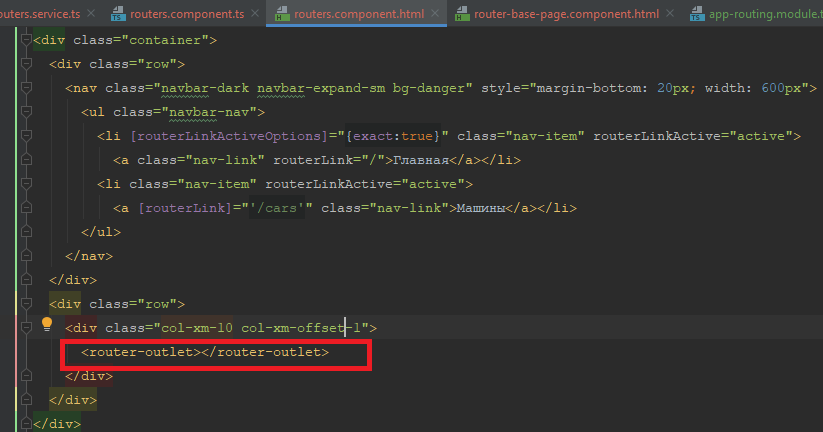 outers.service.ts routers.component.ts routers.component.html router-base-page.component.html app-routing.module.t
<div class="container">
<div class="row">
<nav class="navbar-dark navbar-expand-sm bg-danger" style="margin-bottom: 20px; width: 600px">
<ul class="navbar-nav">
<li [routerLinkActiveOptions]="{exact:true}" class="nav-item" routerLinkActive="active">
<a class="nav-link" routerLink="/">Главная</a></li>
<li class="nav-item" routerLinkActive="active">
<a [routerLink]="'/cars'" class="nav-link">Машины</a></li>
</ul>
</nav>
</div>
<div class="row">
<div class="col-xm-10 col-xm-offset-1">
<router-outlet></router-outlet>
</div>
</div>
</div>